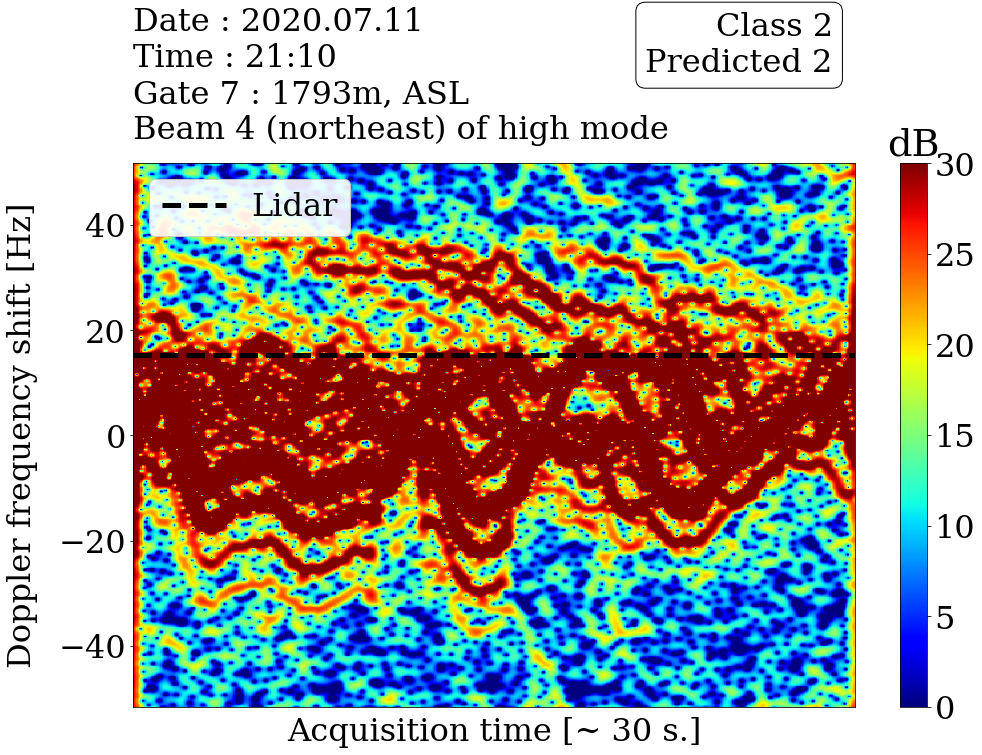 Date : 2020.07.11
Time : 21:10
Gate 7 : 1793m, ASL
Beam 4 (northeast) of high mode
Class 2
Predicted 2
dB
Lidar
Doppler frequency shift [Hz]
40
20
0
−20
−40
30
25
20
15
10
5
0
Acquisition time [~ 30 s.]